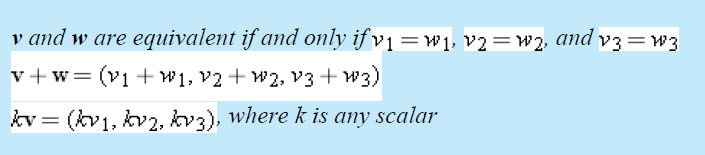 v and w are equivalent if and only if v1 = w1, v2 = w2, and v3 = w3
v + w = (v1 + w1, v2 + w2, v3 + w3)
kv = (kv1, kv2, kv3), where k is any scalar